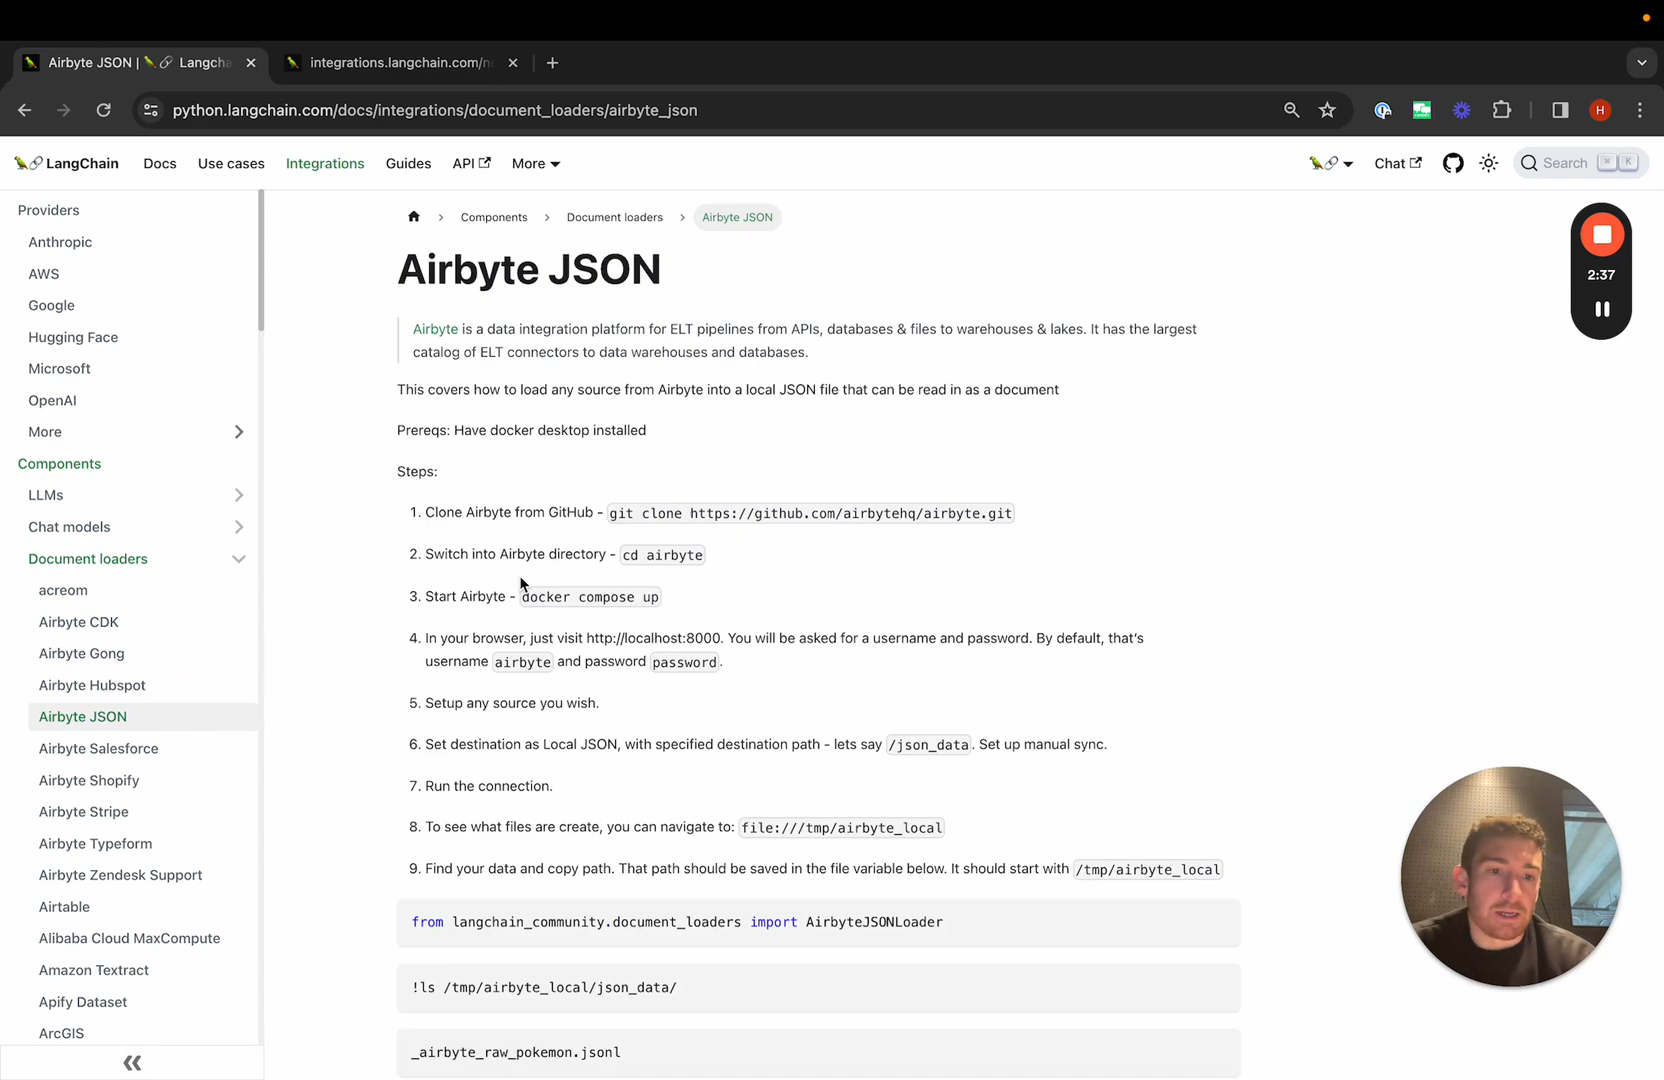 Airbyte JSON | 🦜🔗 Langcha
integrations.langchain.com/n
python.langchain.com/docs/integrations/document_loaders/airbyte_json
H
LangChain
Docs
Use cases
Integrations
Guides
API
More
Chat
Search
K
Providers
Anthropic
AWS
Google
Hugging Face
Microsoft
OpenAI
More
Components
LLMs
Chat models
Document loaders
acreom
Airbyte CDK
Airbyte Gong
Airbyte Hubspot
Airbyte JSON
Airbyte Salesforce
Airbyte Shopify
Airbyte Stripe
Airbyte Typeform
Airbyte Zendesk Support
Airtable
Alibaba Cloud MaxCompute
Amazon Textract
Apify Dataset
ArcGIS
Components
Document loaders
Airbyte JSON
Airbyte JSON
Airbyte is a data integration platform for ELT pipelines from APIs, databases & files to warehouses & lakes. It has the largest
catalog of ELT connectors to data warehouses and databases.
This covers how to load any source from Airbyte into a local JSON file that can be read in as a document
Prereqs: Have docker desktop installed
Steps:
1. Clone Airbyte from GitHub - git clone https://github.com/airbytehq/airbyte.git
2. Switch into Airbyte directory - cd airbyte
3. Start Airbyte - docker compose up
4. In your browser, just visit http://localhost:8000. You will be asked for a username and password. By default, that's
username airbyte and password password.
5. Setup any source you wish.
6. Set destination as Local JSON, with specified destination path - lets say /json_data. Set up manual sync.
7. Run the connection.
8. To see what files are create, you can navigate to: file:///tmp/airbyte_local
9. Find your data and copy path. That path should be saved in the file variable below. It should start with /tmp/airbyte_local
from langchain_community.document_loaders import AirbyteJSONLoader
!ls /tmp/airbyte_local/json_data/
_airbyte_raw_pokemon.jsonl
2:37